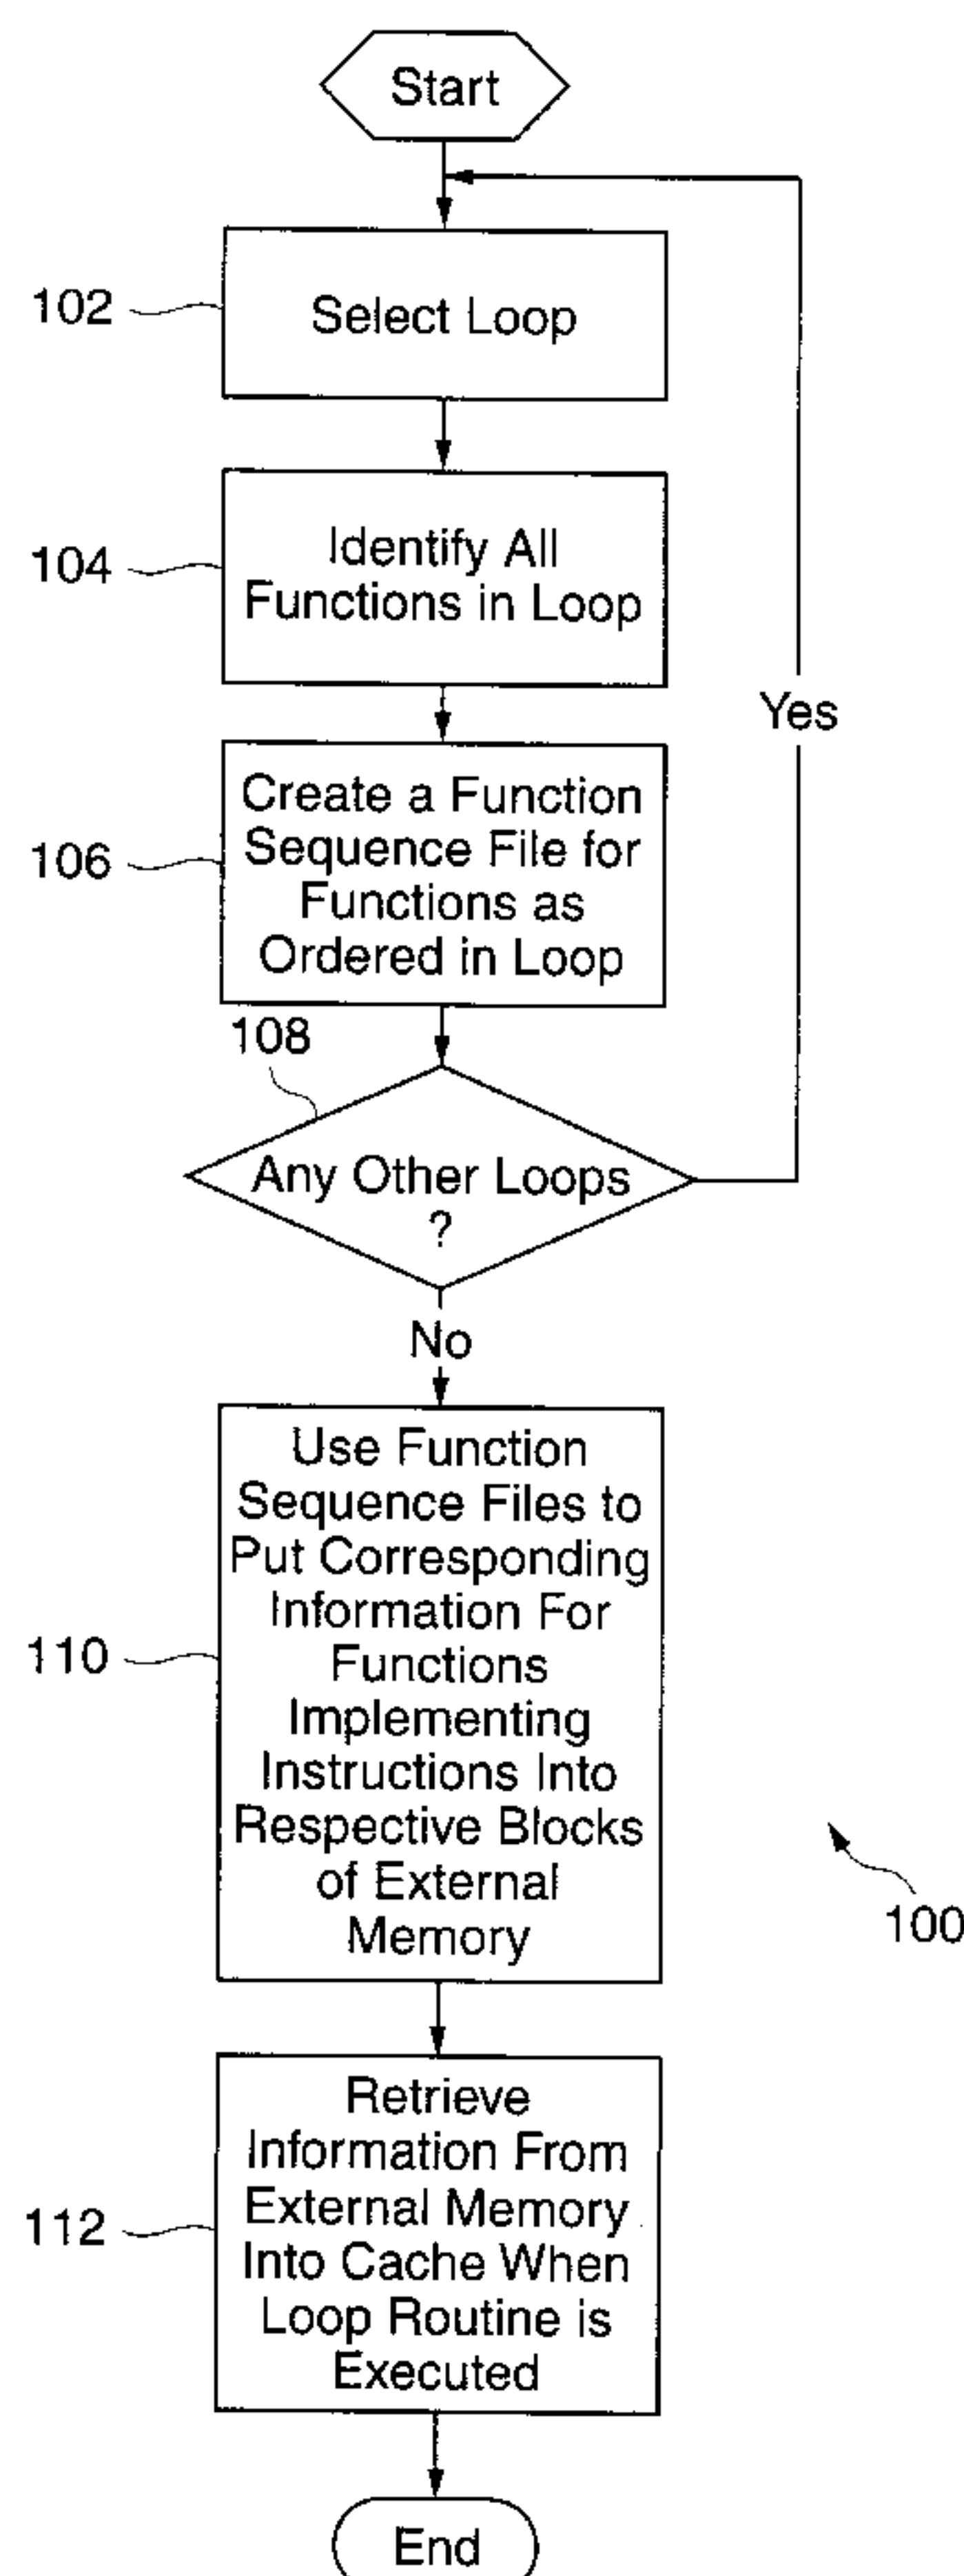 Start
102
Select Loop
104
Identify All
Functions in Loop
Yes
106
Create a Function
Sequence File for
Functions as
Ordered in Loop
108
Any Other Loops
?
No
110
Use Function
Sequence Files to
Put Corresponding
Information For
Functions
Implementing
Instructions Into
Respective Blocks
of External
Memory
100
112
Retrieve
Information From
External Memory
Into Cache When
Loop Routine is
Executed
End